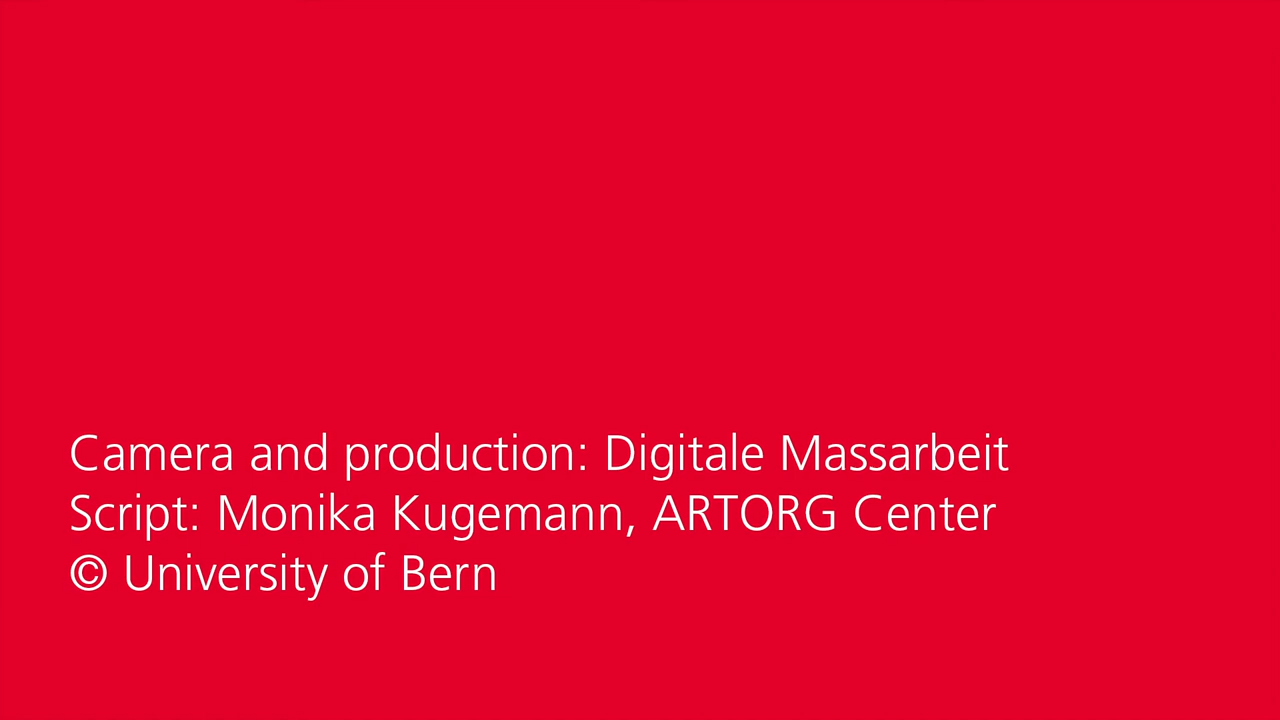 Camera and production: Digitale Massarbeit
Script: Monika Kugemann, ARTORG Center
© University of Bern